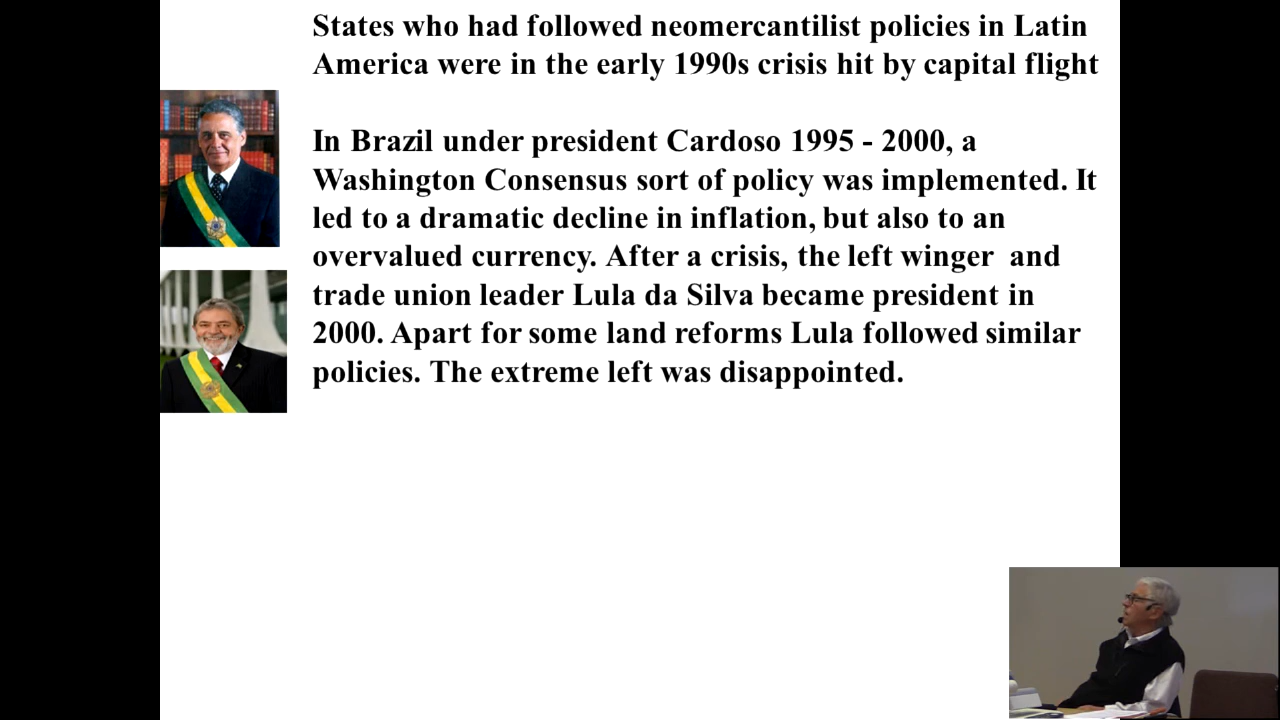 States who had followed neomercantilist policies in Latin
America were in the early 1990s crisis hit by capital flight
In Brazil under president Cardoso 1995 - 2000, a
Washington Consensus sort of policy was implemented. It
led to a dramatic decline in inflation, but also to an
overvalued currency. After a crisis, the left winger  and
trade union leader Lula da Silva became president in
2000. Apart for some land reforms Lula followed similar
policies. The extreme left was disappointed.